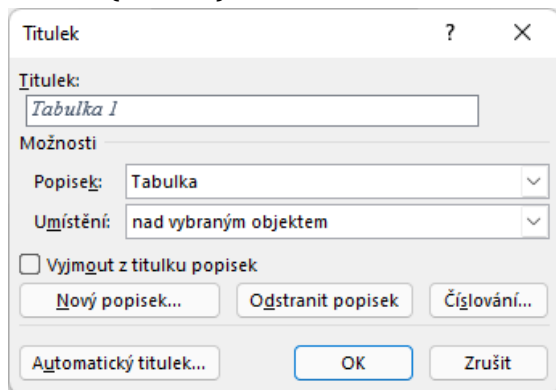 Titulek ?
Titulek:
Tabulka 1
Možnosti
Popisek: Tabulka
Umístění: nad vybraným objektem
Vyjmout z titulku popisek
Nový popisek... Odstranit popisek Číslování...
Automatický titulek... OK Zrušit